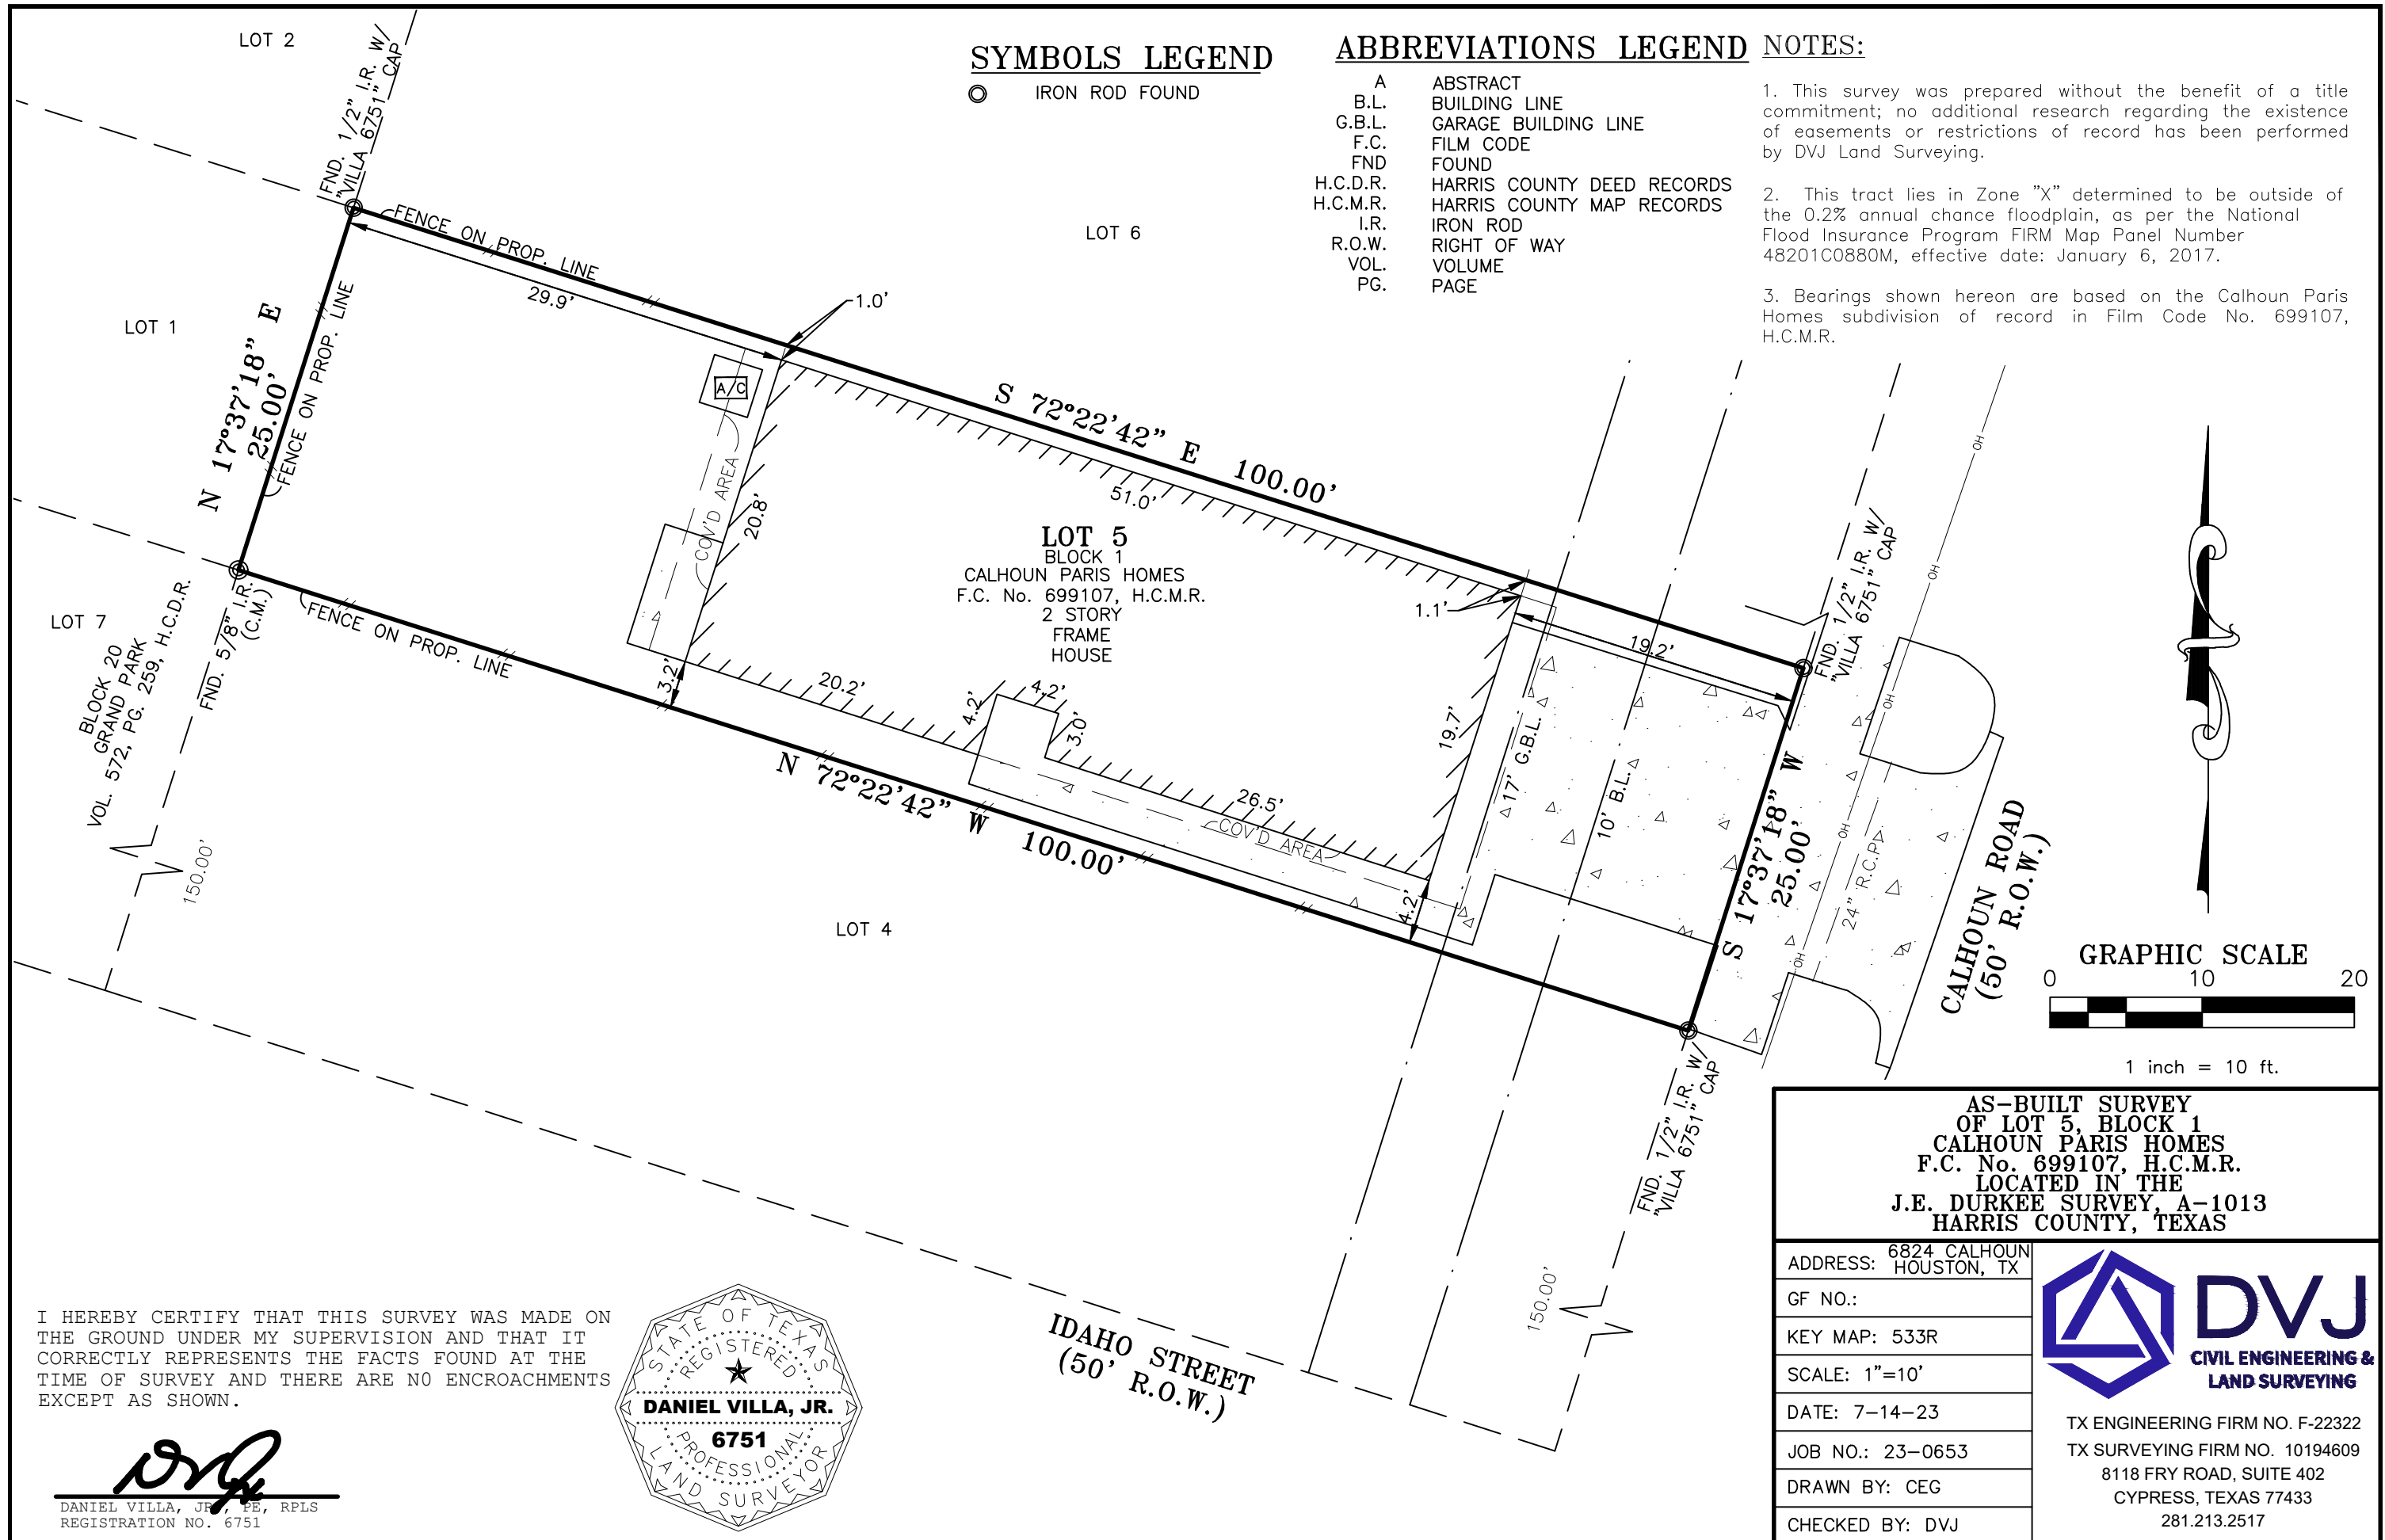 LOT 2
FND. 1/2" I.R. W/
"VILLA 6751" CAP
SYMBOLS LEGEND
IRON ROD FOUND
ABBREVIATIONS LEGEND
A ABSTRACT
B.L. BUILDING LINE
G.B.L. GARAGE BUILDING LINE
F.C. FILM CODE
FND FOUND
H.C.D.R. HARRIS COUNTY DEED RECORDS
H.C.M.R. HARRIS COUNTY MAP RECORDS
I.R. IRON ROD
R.O.W. RIGHT OF WAY
VOL. VOLUME
PG. PAGE
NOTES:
1. This survey was prepared without the benefit of a title
commitment; no additional research regarding the existence
of easements or restrictions of record has been performed
by DVJ Land Surveying.
2. This tract lies in Zone "X" determined to be outside of
the 0.2% annual chance floodplain, as per the National
Flood Insurance Program FIRM Map Panel Number
48201C0880M, effective date: January 6, 2017.
3. Bearings shown hereon are based on the Calhoun Paris
Homes subdivision of record in Film Code No. 699107,
H.C.M.R.
LOT 6
FENCE ON PROP. LINE
29.9'
1.0'
LOT 1
N 17°37'18" E
25.00'
FENCE ON PROP. LINE
A/C
COV'D AREA
20.8'
S 72°22'42" E 100.00'
51.0'
LOT 5
BLOCK 1
CALHOUN PARIS HOMES
F.C. No. 699107, H.C.M.R.
2 STORY
FRAME
HOUSE
1.1'
19.2'
FND. 1/2" I.R. W/
"VILLA 6751" CAP
OH
OH
OH
OH
OH
LOT 7
BLOCK 20
GRAND PARK
VOL. 572, PG. 259, H.C.D.R.
FND. 5/8" I.R.
(C.M.)
FENCE ON PROP. LINE
3.2'
20.2'
4.2'
4.2'
3.0'
26.5'
COV'D AREA
19.7'
17' G.B.L.
10' B.L.
4.2'
N 72°22'42" W 100.00'
S 17°37'18" W
25.00'
24" R.C.P.
CALHOUN ROAD
(50' R.O.W.)
150.00'
LOT 4
GRAPHIC SCALE
0 10 20
1 inch = 10 ft.
FND. 1/2" I.R. W/
"VILLA 6751" CAP
150.00'
IDAHO STREET
(50' R.O.W.)
AS-BUILT SURVEY
OF LOT 5, BLOCK 1
CALHOUN PARIS HOMES
F.C. No. 699107, H.C.M.R.
LOCATED IN THE
J.E. DURKEE SURVEY, A-1013
HARRIS COUNTY, TEXAS
ADDRESS: 6824 CALHOUN
HOUSTON, TX
GF NO.:
KEY MAP: 533R
SCALE: 1"=10'
DATE: 7-14-23
JOB NO.: 23-0653
DRAWN BY: CEG
CHECKED BY: DVJ
DVJ
CIVIL ENGINEERING &
LAND SURVEYING
TX ENGINEERING FIRM NO. F-22322
TX SURVEYING FIRM NO. 10194609
8118 FRY ROAD, SUITE 402
CYPRESS, TEXAS 77433
281.213.2517
I HEREBY CERTIFY THAT THIS SURVEY WAS MADE ON
THE GROUND UNDER MY SUPERVISION AND THAT IT
CORRECTLY REPRESENTS THE FACTS FOUND AT THE
TIME OF SURVEY AND THERE ARE N0 ENCROACHMENTS
EXCEPT AS SHOWN.
DANIEL VILLA, JR., PE, RPLS
REGISTRATION NO. 6751
STATE OF TEXAS
REGISTERED
DANIEL VILLA, JR.
6751
PROFESSIONAL
LAND SURVEYOR